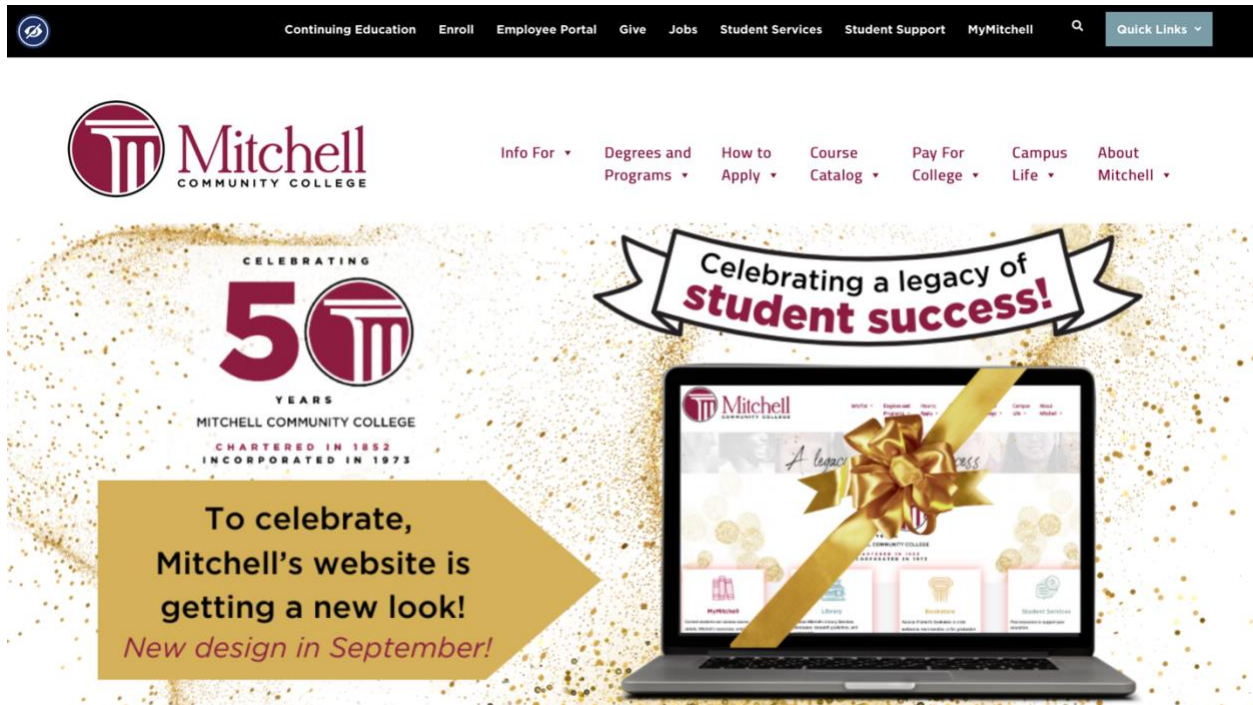 Continuing Education Enroll Employee Portal Give Jobs Student Services Student Support MyMitchell Quick Links
Mitchell
COMMUNITY COLLEGE
Info For Degrees and Programs How to Apply Course Catalog Pay For College Campus Life About Mitchell
CELEBRATING
50
YEARS
MITCHELL COMMUNITY COLLEGE
CHARTERED IN 1852
INCORPORATED IN 1973
To celebrate,
Mitchell's website is
getting a new look!
New design in September!
Celebrating a legacy of
student success!
Mitchell
COMMUNITY COLLEGE
A legacy
MyMitchell Library Bookstore Student Services